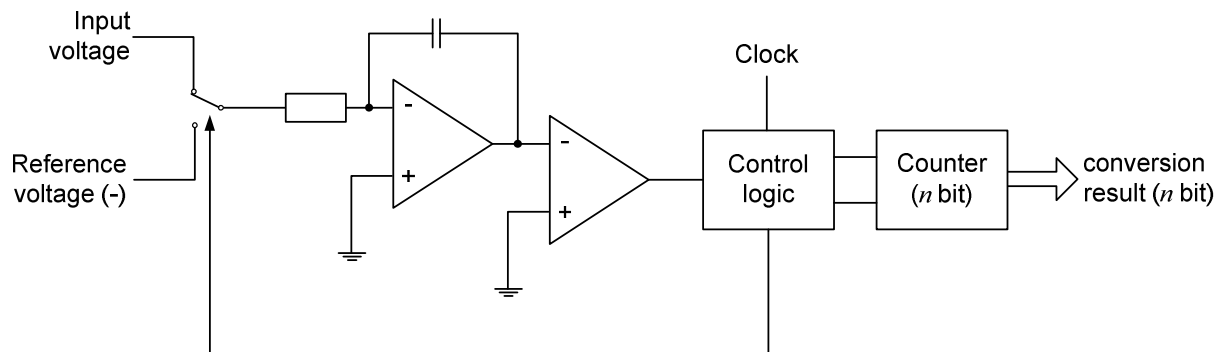 Input
voltage
Reference
voltage (-)
-
+
-
+
Clock
Control
logic
Counter
(n bit)
conversion
result (n bit)